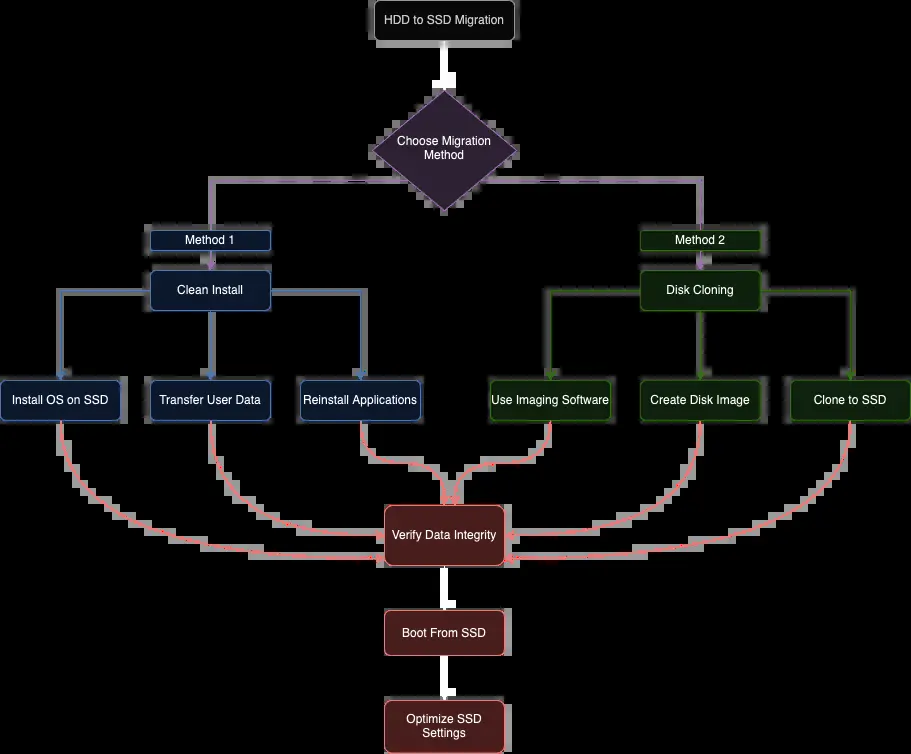 HDD to SSD Migration
Choose Migration
Method
Method 1
Method 2
Clean Install
Disk Cloning
Install OS on SSD
Transfer User Data
Reinstall Applications
Use Imaging Software
Create Disk Image
Clone to SSD
Verify Data Integrity
Boot From SSD
Optimize SSD
Settings